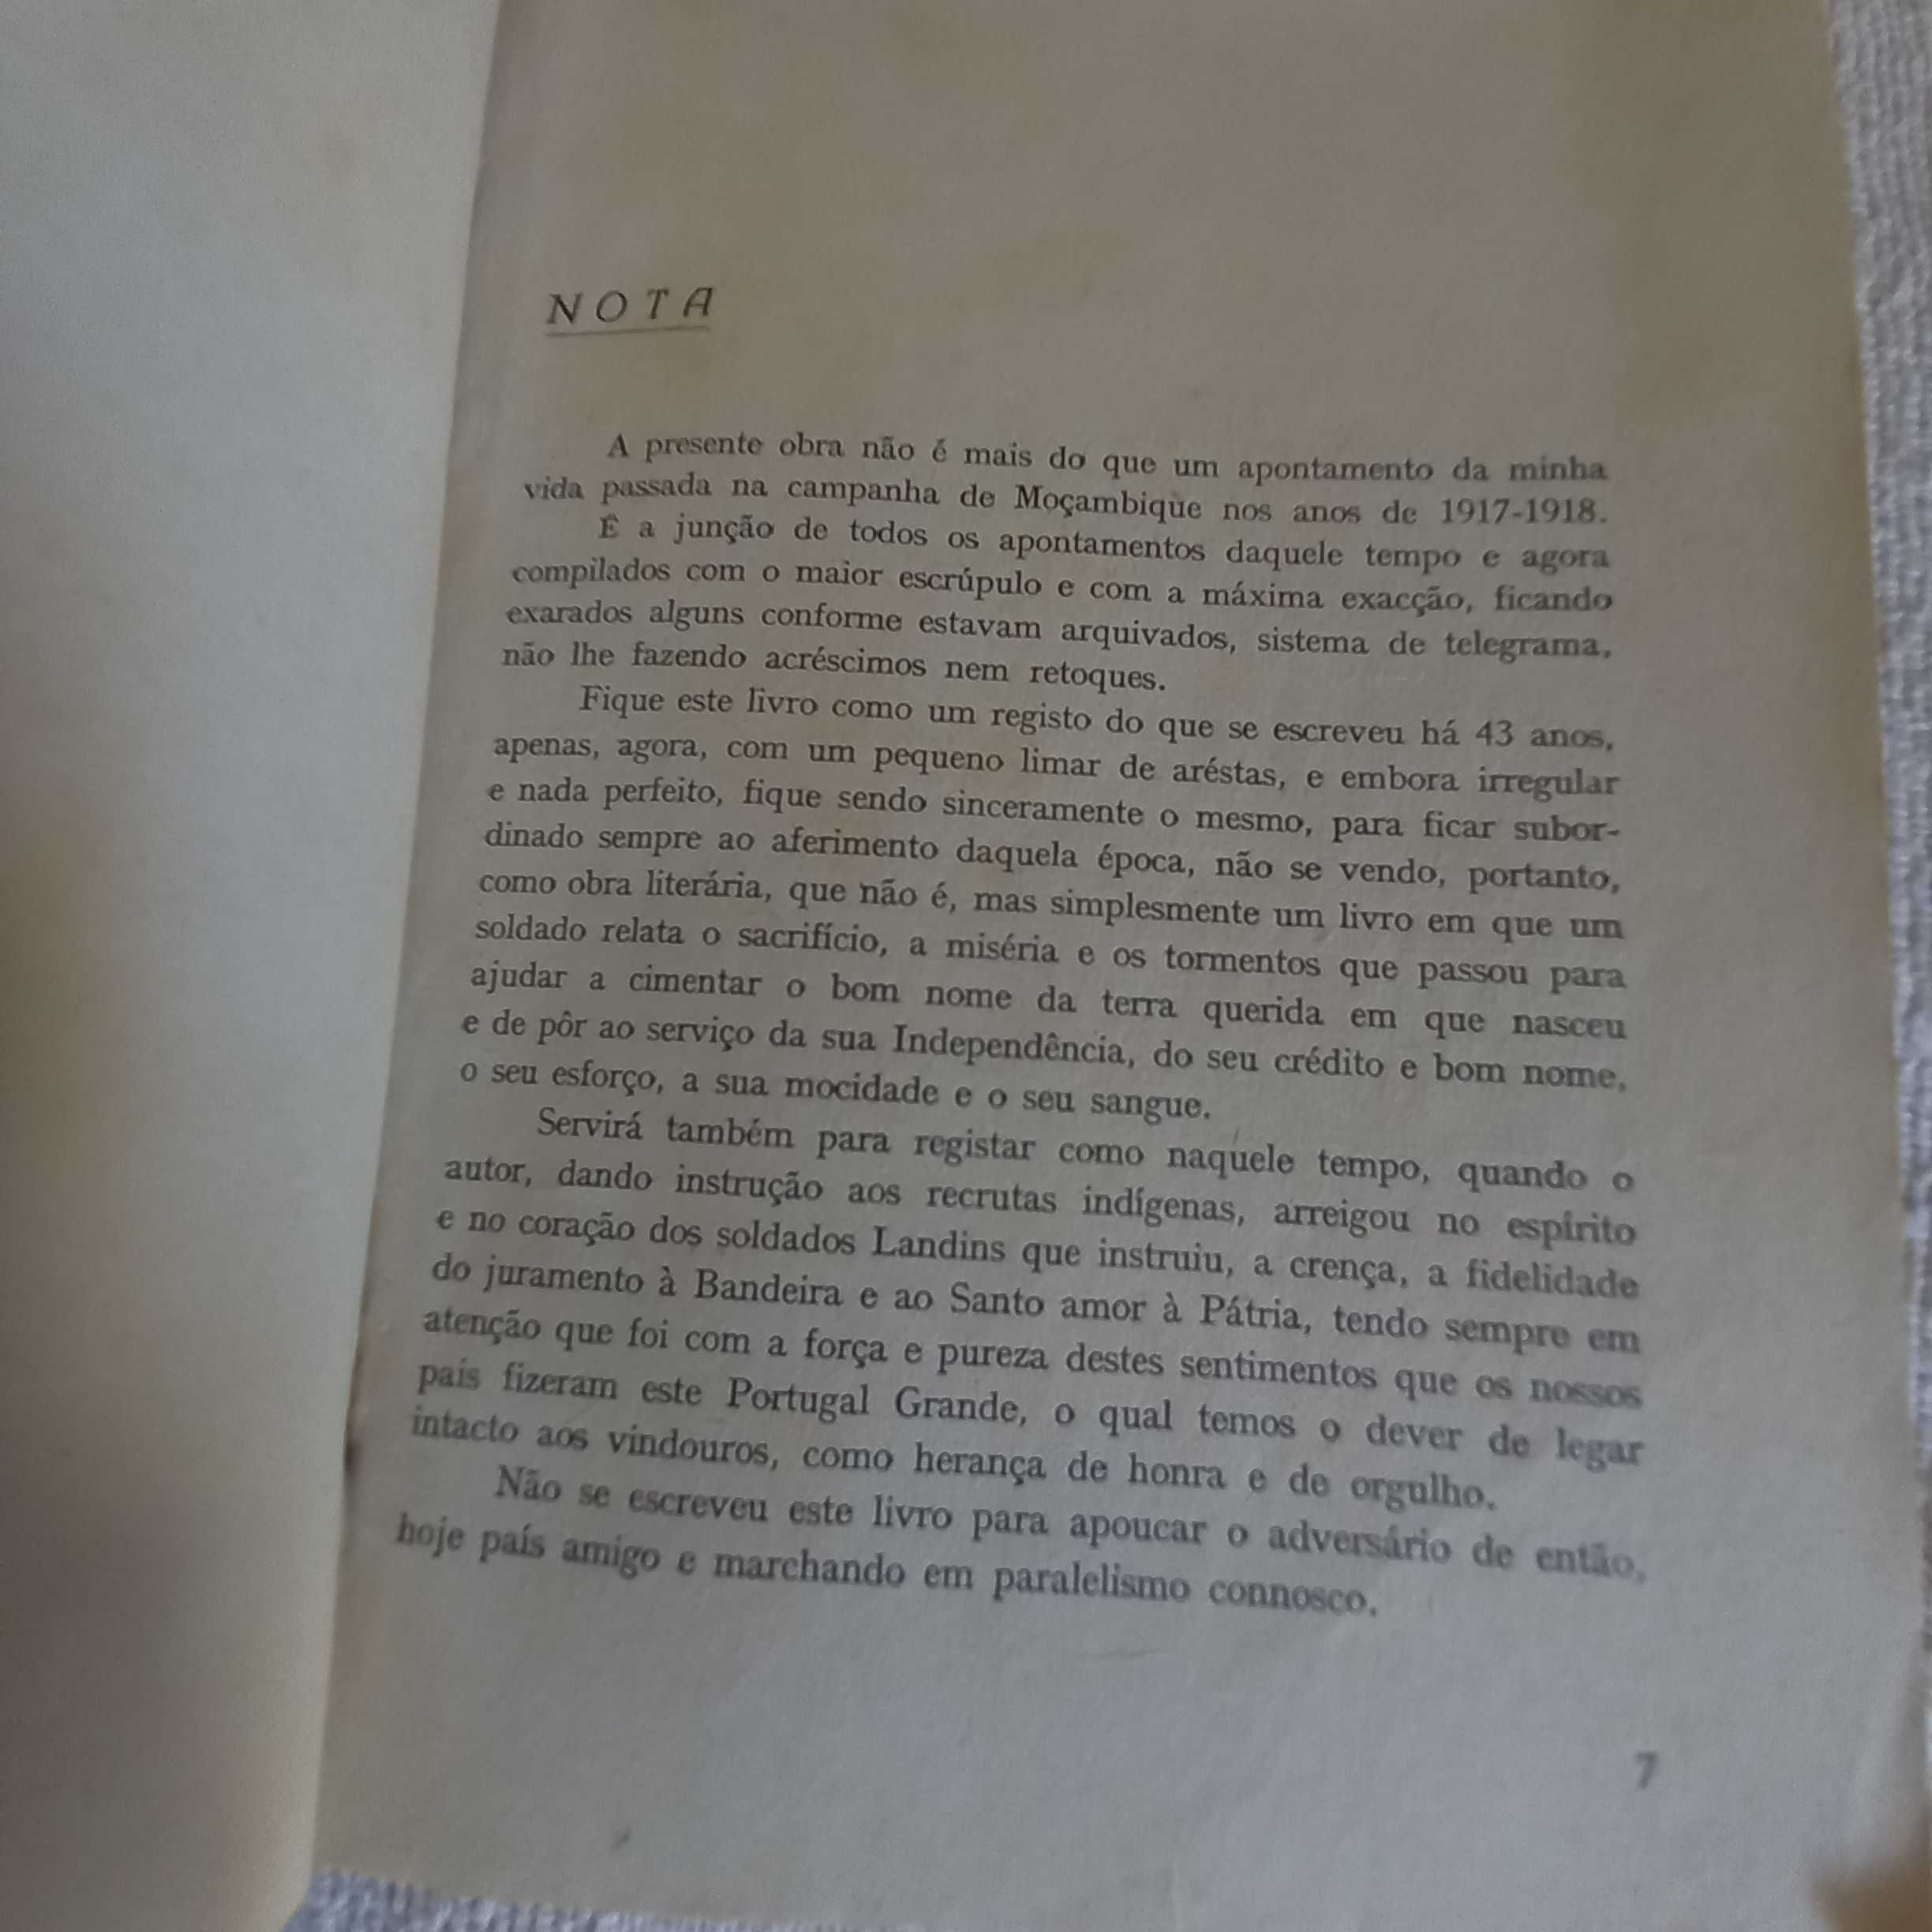 NOTA
A presente obra não é mais do que um apontamento da minha
vida passada na campanha de Moçambique nos anos de 1917-1918.
Ê a junção de todos os apontamentos daquele tempo e agora
compilados com o maior escrúpulo e com a máxima exacção, ficando
exarados alguns conforme estavam arquivados, sistema de telegrama,
não lhe fazendo acréscimos nem retoques.
Fique este livro como um registo do que se escreveu há 43 anos,
apenas, agora, com um pequeno limar de aréstas, e embora irregular
e nada perfeito, fique sendo sinceramente o mesmo, para ficar subor-
dinado sempre ao aferimento daquela época, não se vendo, portanto,
como obra literária, que não é, mas simplesmente um livro em que um
soldado relata o sacrifício, a miséria e os tormentos que passou para
ajudar a cimentar o bom nome da terra querida em que nasceu
e de pôr ao serviço da sua Independência, do seu crédito e bom nome,
o seu esforço, a sua mocidade e o seu sangue.
Servirá também para registar como naquele tempo, quando o
autor, dando instrução aos recrutas indígenas, arreigou no espírito
e no coração dos soldados Landins que instruiu, a crença, a fidelidade
do juramento à Bandeira e ao Santo amor à Pátria, tendo sempre em
atenção que foi com a força e pureza destes sentimentos que os nossos
pais fizeram este Portugal Grande, o qual temos o dever de legar
intacto aos vindouros, como herança de honra e de orgulho.
Não se escreveu este livro para apoucar o adversário de então,
hoje país amigo e marchando em paralelismo connosco.
7